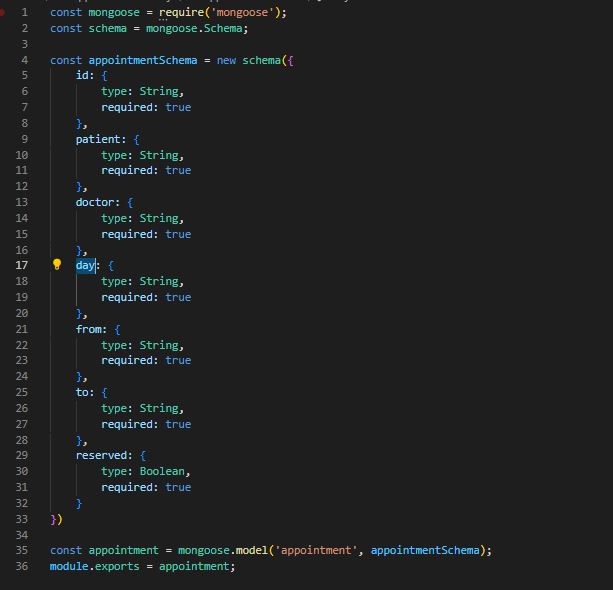 1 const mongoose = require('mongoose');
2 const schema = mongoose.Schema;
3
4 const appointmentSchema = new schema({
5     id: {
6         type: String,
7         required: true
8     },
9     patient: {
10         type: String,
11         required: true
12     },
13     doctor: {
14         type: String,
15         required: true
16     },
17     day: {
18         type: String,
19         required: true
20     },
21     from: {
22         type: String,
23         required: true
24     },
25     to: {
26         type: String,
27         required: true
28     },
29     reserved: {
30         type: Boolean,
31         required: true
32     }
33 })
34
35 const appointment = mongoose.model('appointment', appointmentSchema);
36 module.exports = appointment;